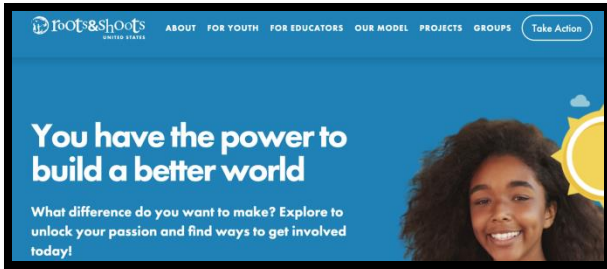 roots&shoots
UNITED STATES
ABOUT FOR YOUTH FOR EDUCATORS OUR MODEL PROJECTS GROUPS Take Action
You have the power to
build a better world
What difference do you want to make? Explore to
unlock your passion and find ways to get involved
today!